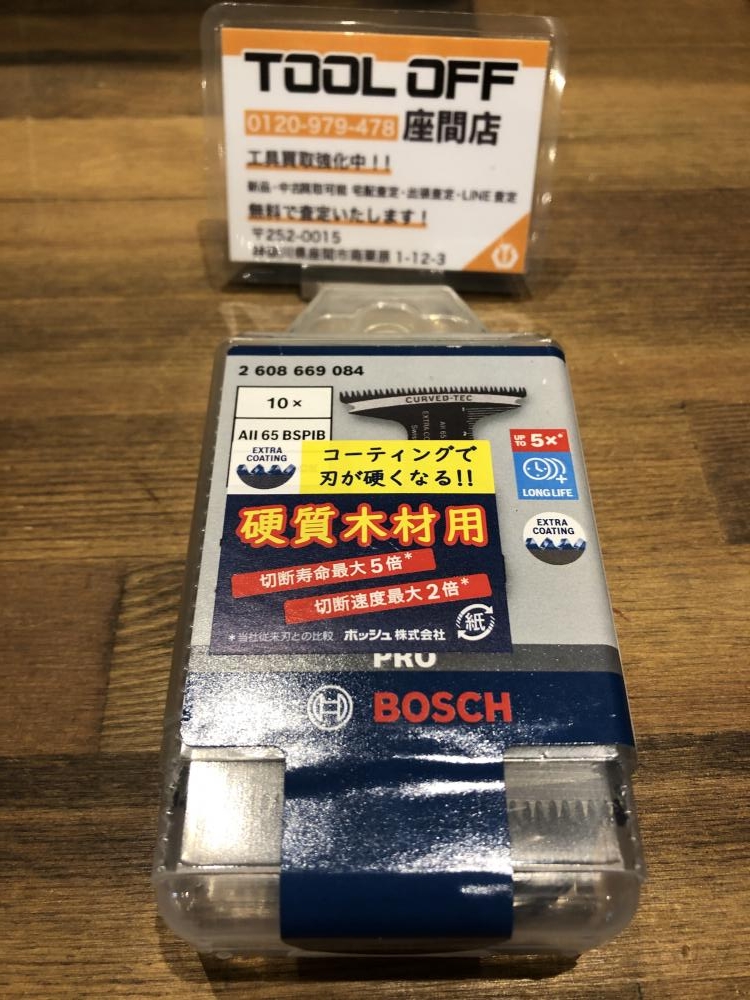 TOOL OFF
0120-979-478 座間店
工具買取強化中！！
新品・中古買取可能 宅配査定・出張査定・LINE査定
無料で査定いたします！
〒252-0015
神奈川県座間市南栗原1-12-3
2 608 669 084
10 ×
AII 65 BSPIB
CURVED-TEC
EXTRA
COATING
コーティングで
刃が硬くなる!!
UP TO 5×*
LONG LIFE
EXTRA
COATING
硬質木材用
切断寿命最大5倍*
切断速度最大2倍*
*当社従来刃との比較 ボッシュ株式会社
紙
PRO
BOSCH